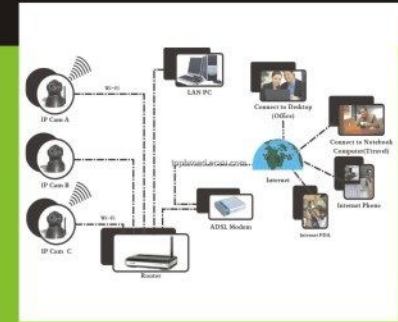 Wi-Fi
IP Cam A
LAN PC
Connect to Desktop
(Office)
Connect to Notebook
Computer(Travel)
IP Cam B
Internet
Internet Phone
Wi-Fi
ADSL Modem
Internet PDA
IP Cam C
Router